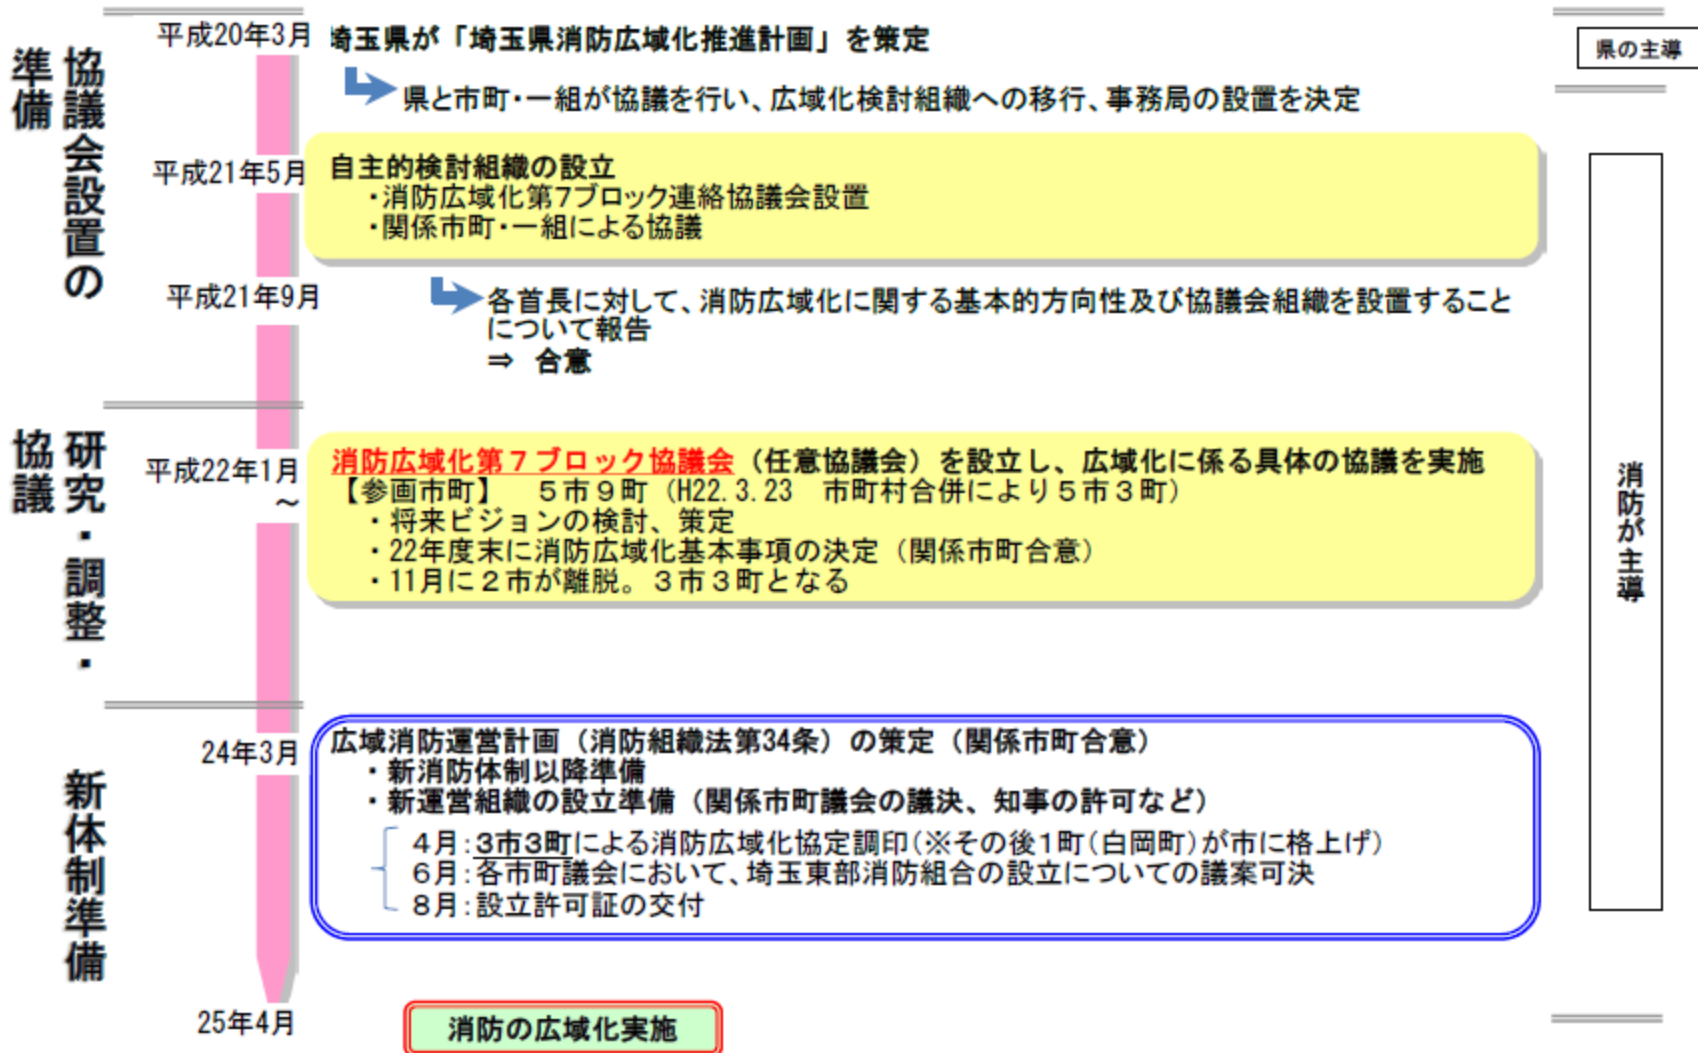 協議会設置の
準備
平成20年3月
埼玉県が「埼玉県消防広域化推進計画」を策定
県の主導
県と市町・一組が協議を行い、広域化検討組織への移行、事務局の設置を決定
平成21年5月
自主的検討組織の設立
・消防広域化第7ブロック連絡協議会設置
・関係市町・一組による協議
消防が主導
平成21年9月
各首長に対して、消防広域化に関する基本的方向性及び協議会組織を設置すること
について報告
⇒ 合意
研究・調整・
協議
平成22年1月
～
消防広域化第７ブロック協議会（任意協議会）を設立し、広域化に係る具体の協議を実施
【参画市町】　５市９町（H22.3.23　市町村合併により５市３町）
・将来ビジョンの検討、策定
・22年度末に消防広域化基本事項の決定（関係市町合意）
・11月に２市が離脱。３市３町となる
新体制準備
24年3月
広域消防運営計画（消防組織法第34条）の策定（関係市町合意）
・新消防体制以降準備
・新運営組織の設立準備（関係市町議会の議決、知事の許可など）
４月：3市3町による消防広域化協定調印（※その後１町（白岡町）が市に格上げ）
６月：各市町議会において、埼玉東部消防組合の設立についての議案可決
８月：設立許可証の交付
25年4月
消防の広域化実施